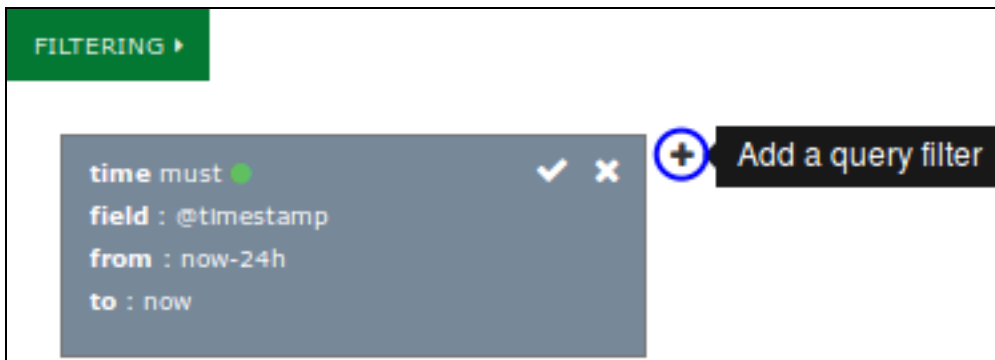 FILTERING
time must
Add a query filter
field : @timestamp
from : now-24h
to : now